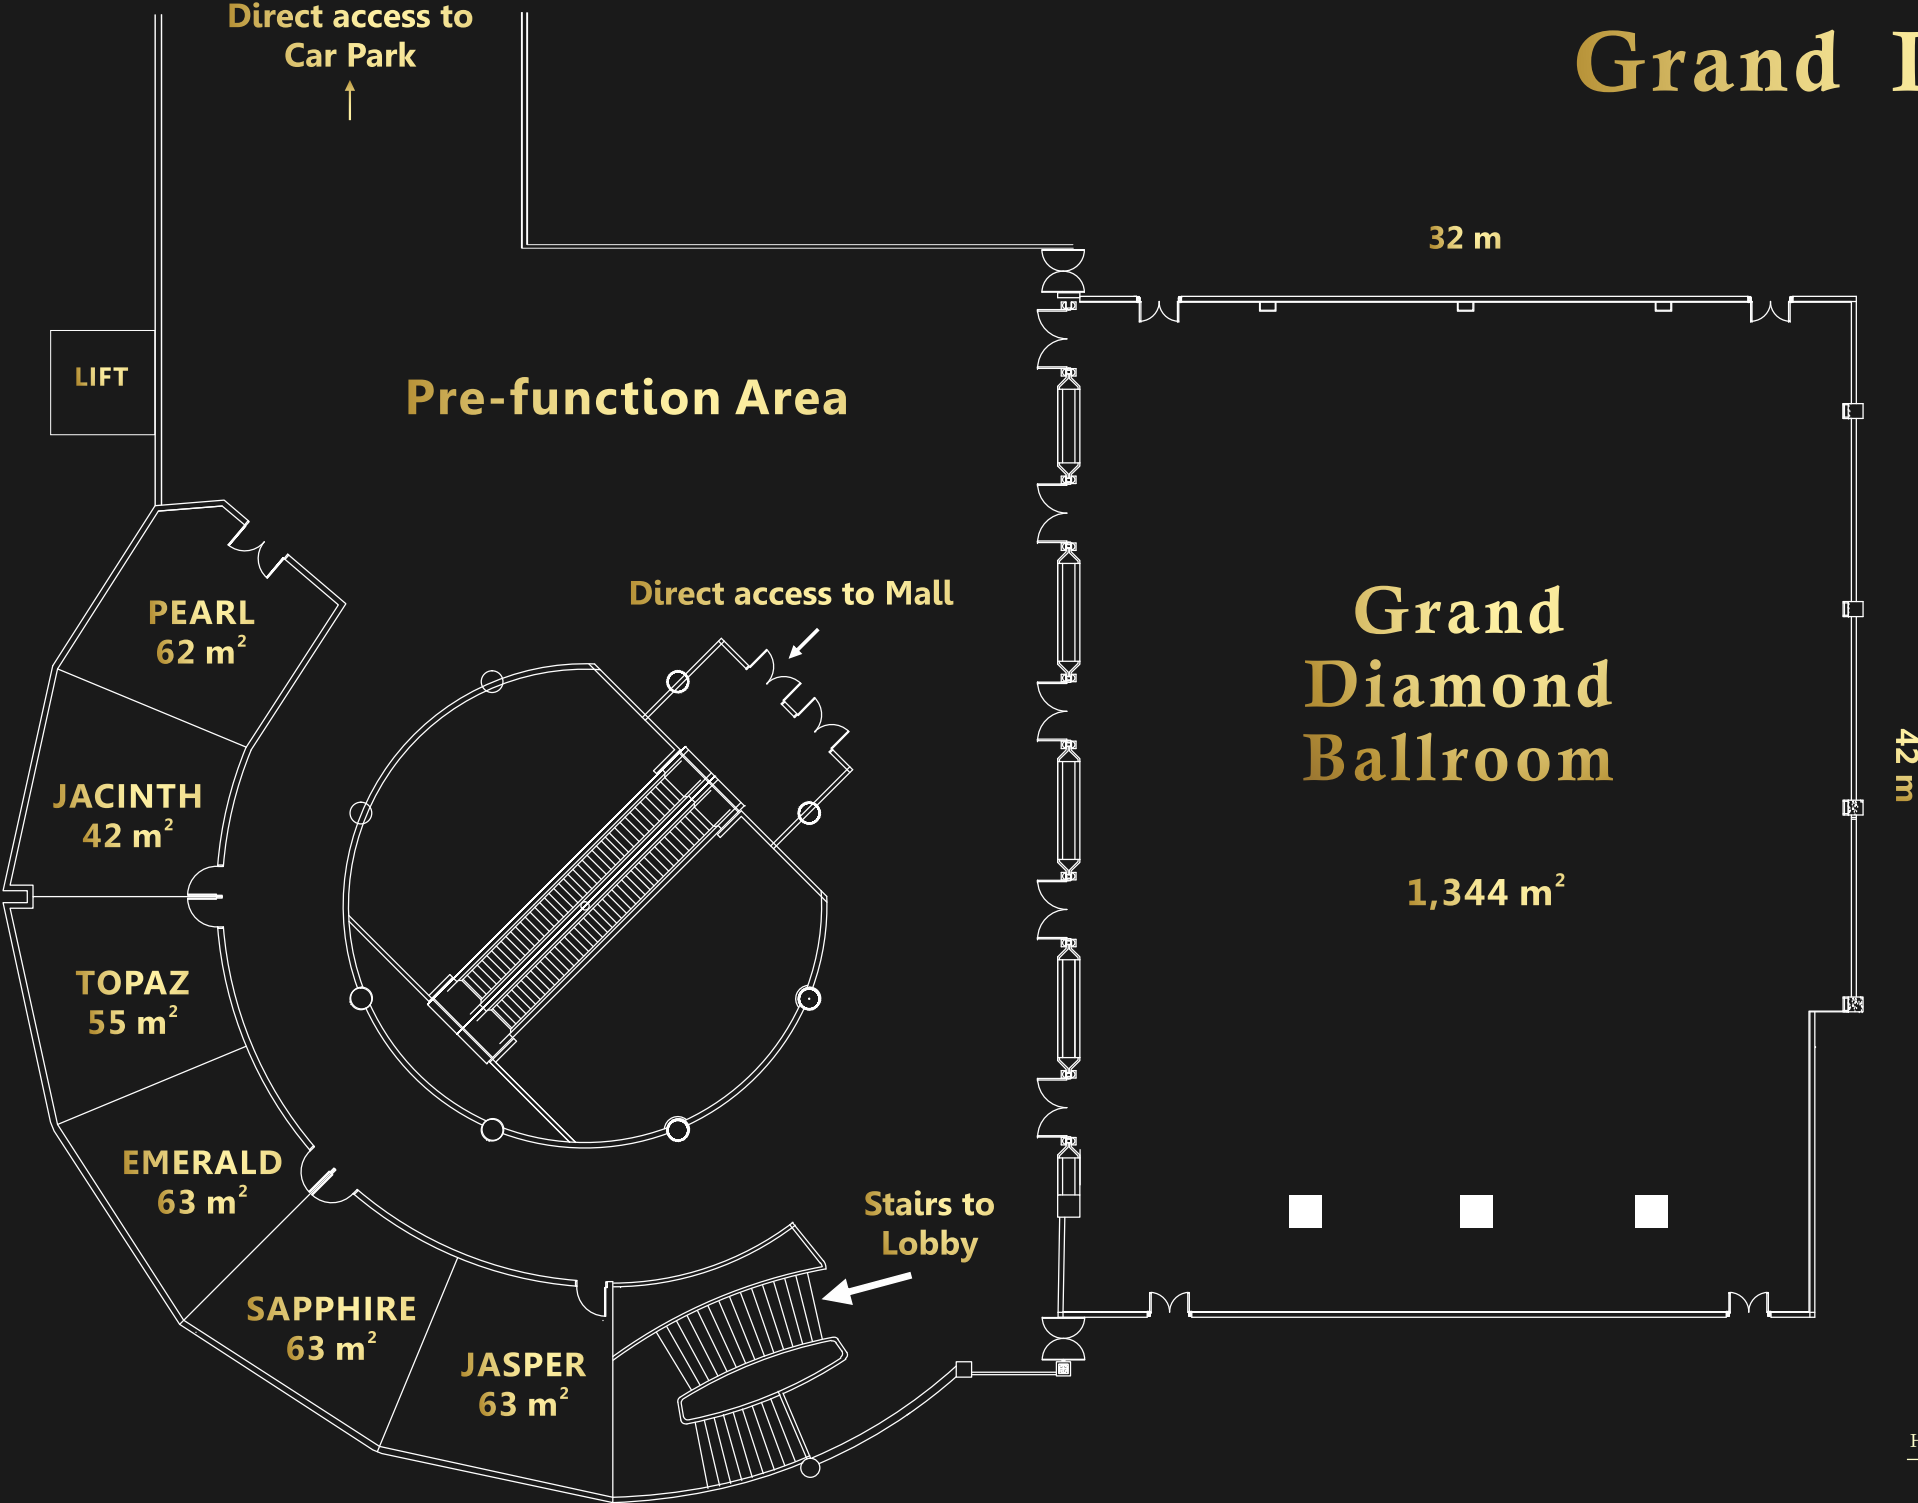 Direct access to
Car Park
Grand
32 m
LIFT
Pre-function Area
Direct access to Mall
PEARL
62 m²
Grand
Diamond
Ballroom
1,344 m²
42 m
JACINTH
42 m²
TOPAZ
55 m²
EMERALD
63 m²
Stairs to
Lobby
SAPPHIRE
63 m²
JASPER
63 m²